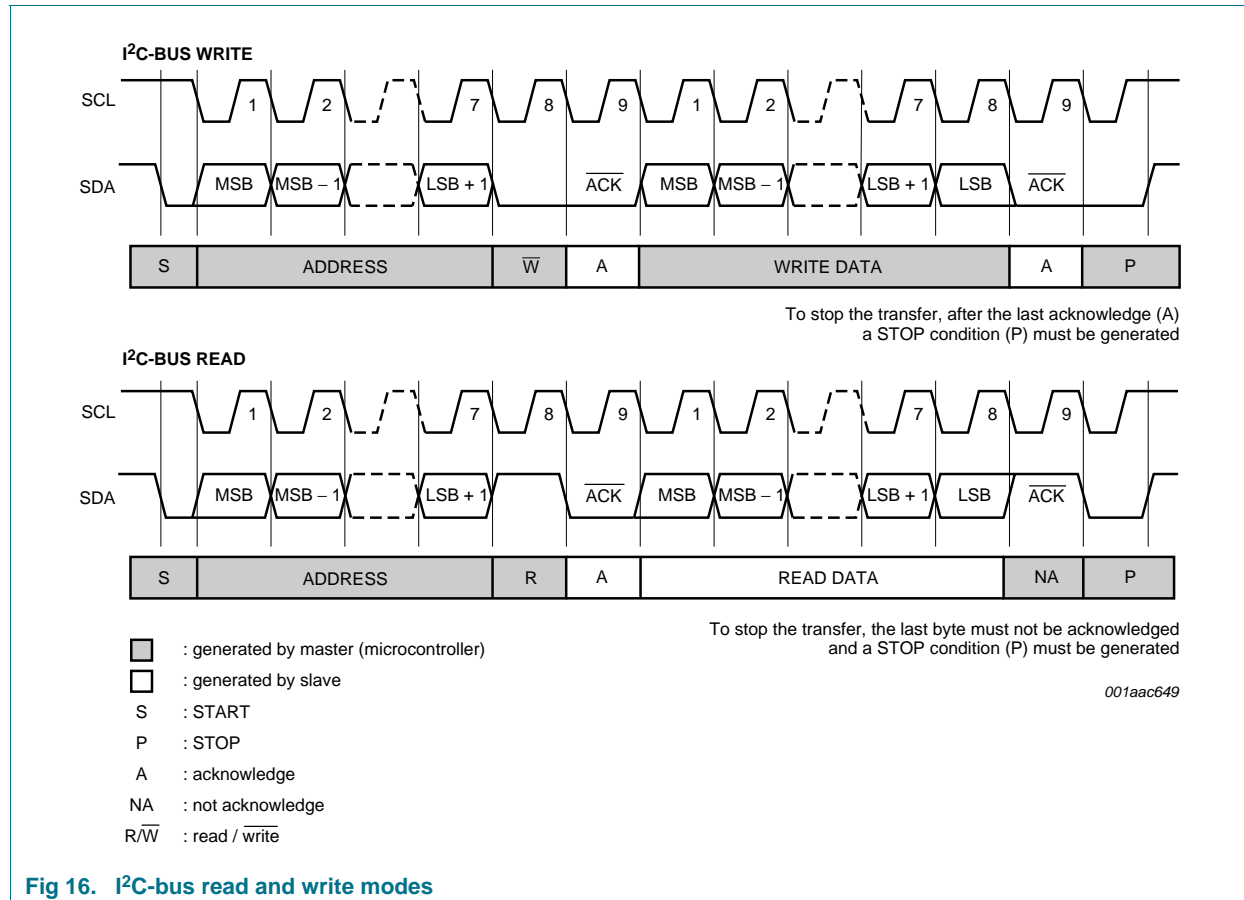 I²C-BUS WRITE
SCL 1 2 7 8 9 1 2 7 8 9
SDA MSB MSB − 1 LSB + 1 A̅C̅K̅ MSB MSB − 1 LSB + 1 LSB A̅C̅K̅
S ADDRESS W̅ A WRITE DATA A P
To stop the transfer, after the last acknowledge (A)
a STOP condition (P) must be generated
I²C-BUS READ
SCL 1 2 7 8 9 1 2 7 8 9
SDA MSB MSB − 1 LSB + 1 A̅C̅K̅ MSB MSB − 1 LSB + 1 LSB A̅C̅K̅
S ADDRESS R A READ DATA NA P
To stop the transfer, the last byte must not be acknowledged
and a STOP condition (P) must be generated
001aac649
: generated by master (microcontroller)
: generated by slave
S : START
P : STOP
A : acknowledge
NA : not acknowledge
R/W̅ : read / w̅r̅i̅t̅e̅
Fig 16. I²C-bus read and write modes